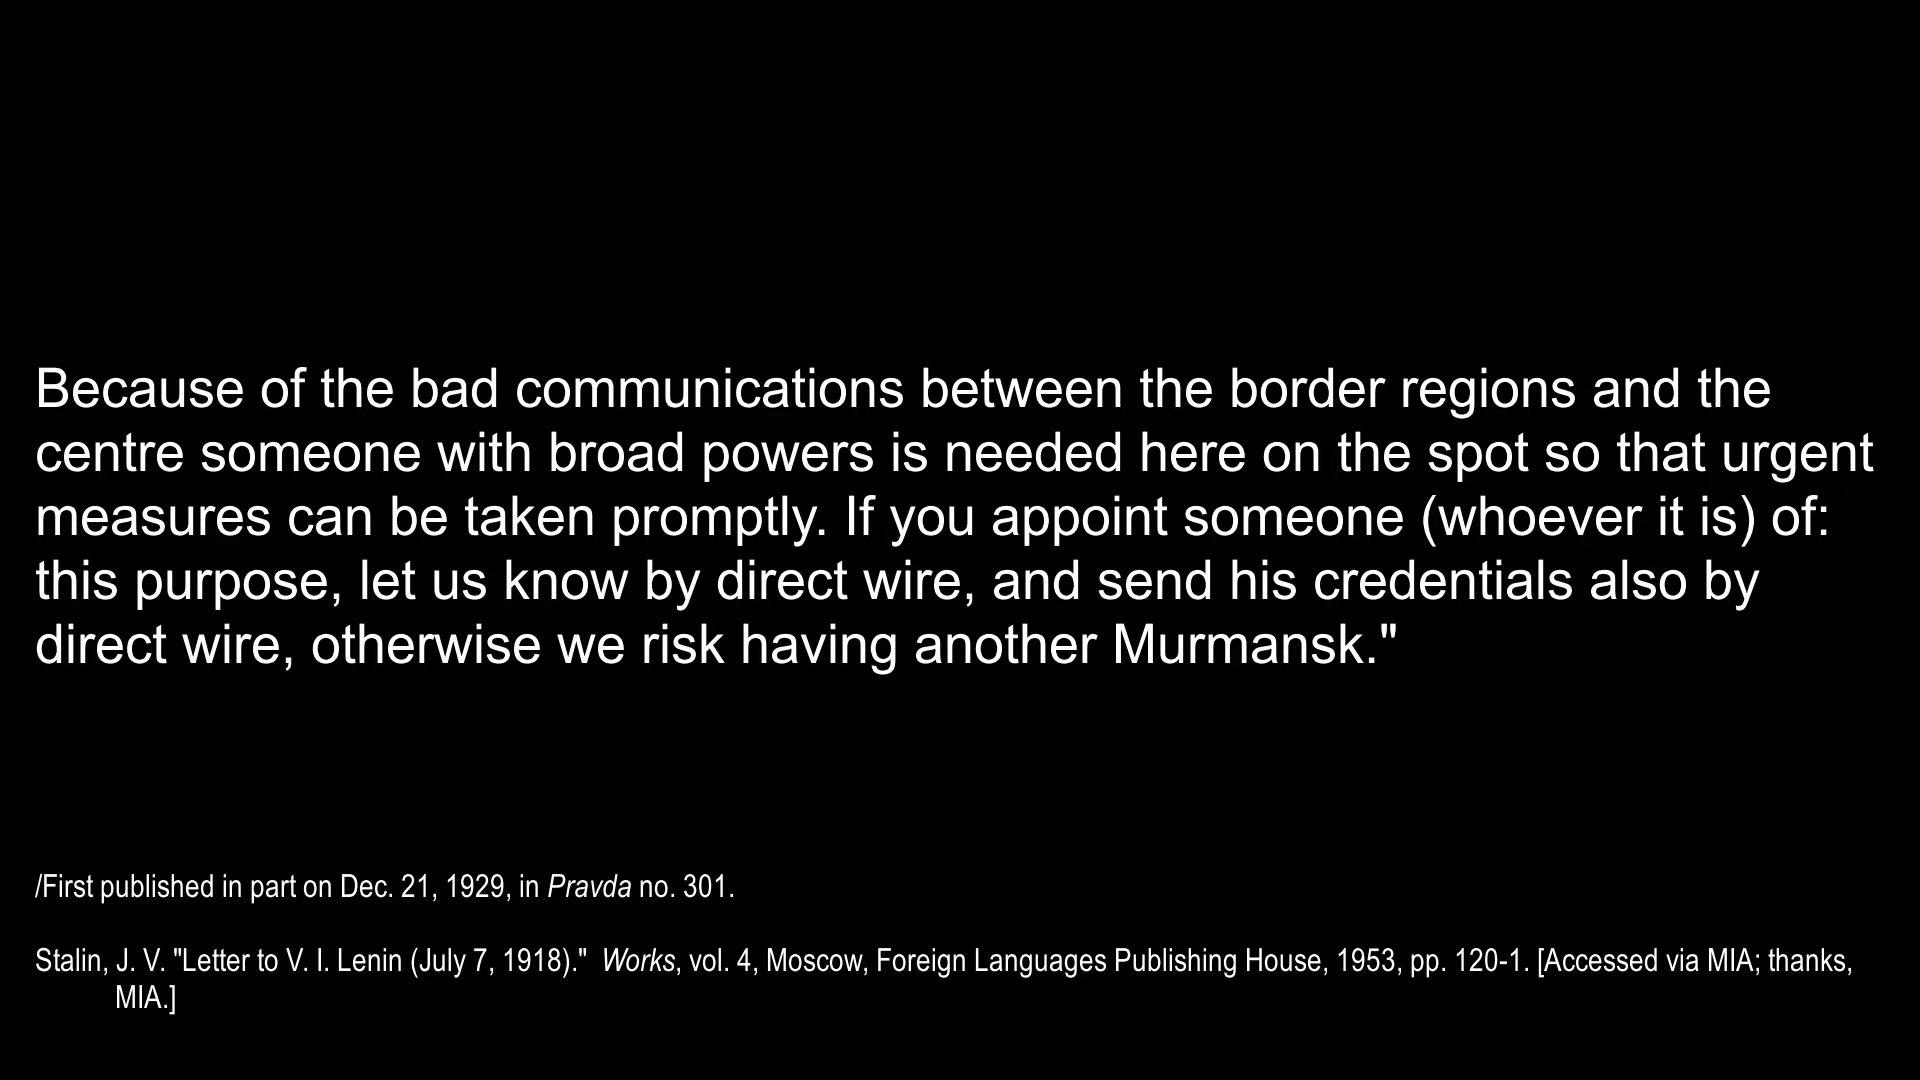 Because of the bad communications between the border regions and the
centre someone with broad powers is needed here on the spot so that urgent
measures can be taken promptly. If you appoint someone (whoever it is) of:
this purpose, let us know by direct wire, and send his credentials also by
direct wire, otherwise we risk having another Murmansk."
/First published in part on Dec. 21, 1929, in Pravda no. 301.
Stalin, J. V. "Letter to V. I. Lenin (July 7, 1918)."  Works, vol. 4, Moscow, Foreign Languages Publishing House, 1953, pp. 120-1. [Accessed via MIA; thanks,
MIA.]